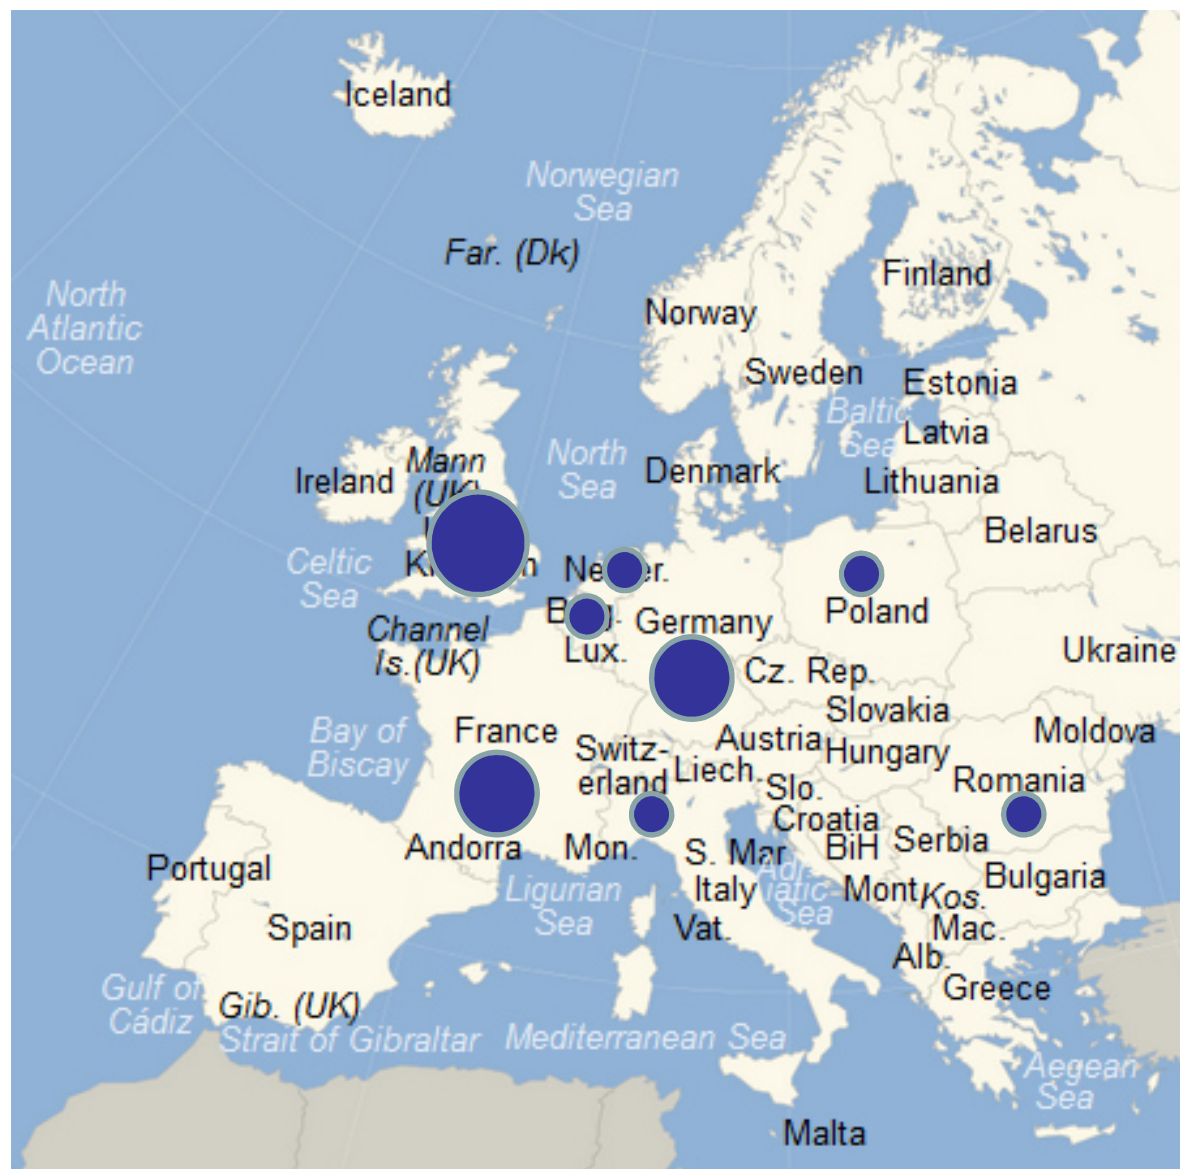 Iceland
Norwegian
Sea
Far. (Dk)
North
Atlantic
Ocean
Finland
Norway
Sweden
Estonia
Baltic
Sea
Latvia
Mann
(UK)
North
Sea
Denmark
Ireland
Lithuania
Belarus
Celtic
Sea
Poland
Germany
Channel
Is.(UK)
Lux.
Ukraine
Cz. Rep.
Slovakia
Bay of
Biscay
France
Switz-
erland
Austria
Hungary
Moldova
Liech.
Slo.
Romania
Croatia
Andorra
Mon.
S. Mar
BiH
Serbia
Portugal
Ligurian
Sea
Italy
Adr-
iatic
Sea
Mont.
Kos.
Bulgaria
Spain
Vat.
Mac.
Alb.
Greece
Gulf of
Cádiz
Gib. (UK)
Strait of Gibraltar
Mediterranean Sea
Aegean
Sea
Malta